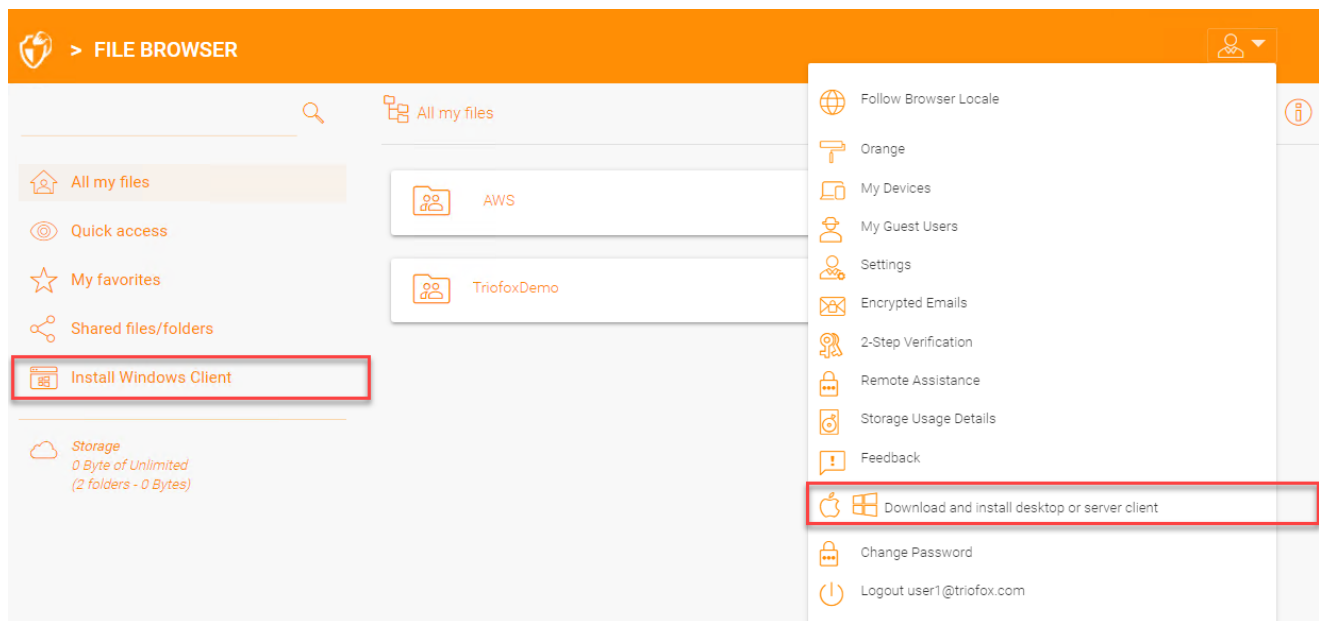 > FILE BROWSER
All my files
Quick access
My favorites
Shared files/folders
Install Windows Client
Storage
0 Byte of Unlimited
(2 folders - 0 Bytes)
All my files
AWS
TriofoxDemo
Follow Browser Locale
Orange
My Devices
My Guest Users
Settings
Encrypted Emails
2-Step Verification
Remote Assistance
Storage Usage Details
Feedback
Download and install desktop or server client
Change Password
Logout user1@triofox.com